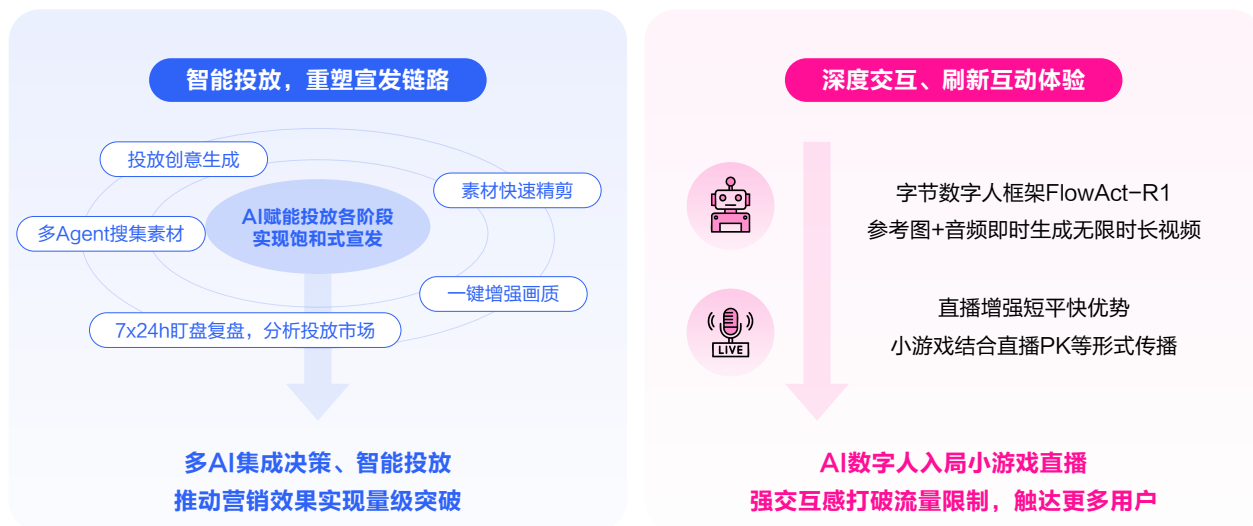 智能投放，重塑宣发链路
投放创意生成
素材快速精剪
AI赋能投放各阶段
实现饱和式宣发
多Agent搜集素材
一键增强画质
7x24h盯盘复盘，分析投放市场
多AI集成决策、智能投放
推动营销效果实现量级突破
深度交互、刷新互动体验
字节数字人框架FlowAct-R1
参考图+音频即时生成无限时长视频
LIVE
直播增强短平快优势
小游戏结合直播PK等形式传播
AI数字人入局小游戏直播
强交互感打破流量限制，触达更多用户